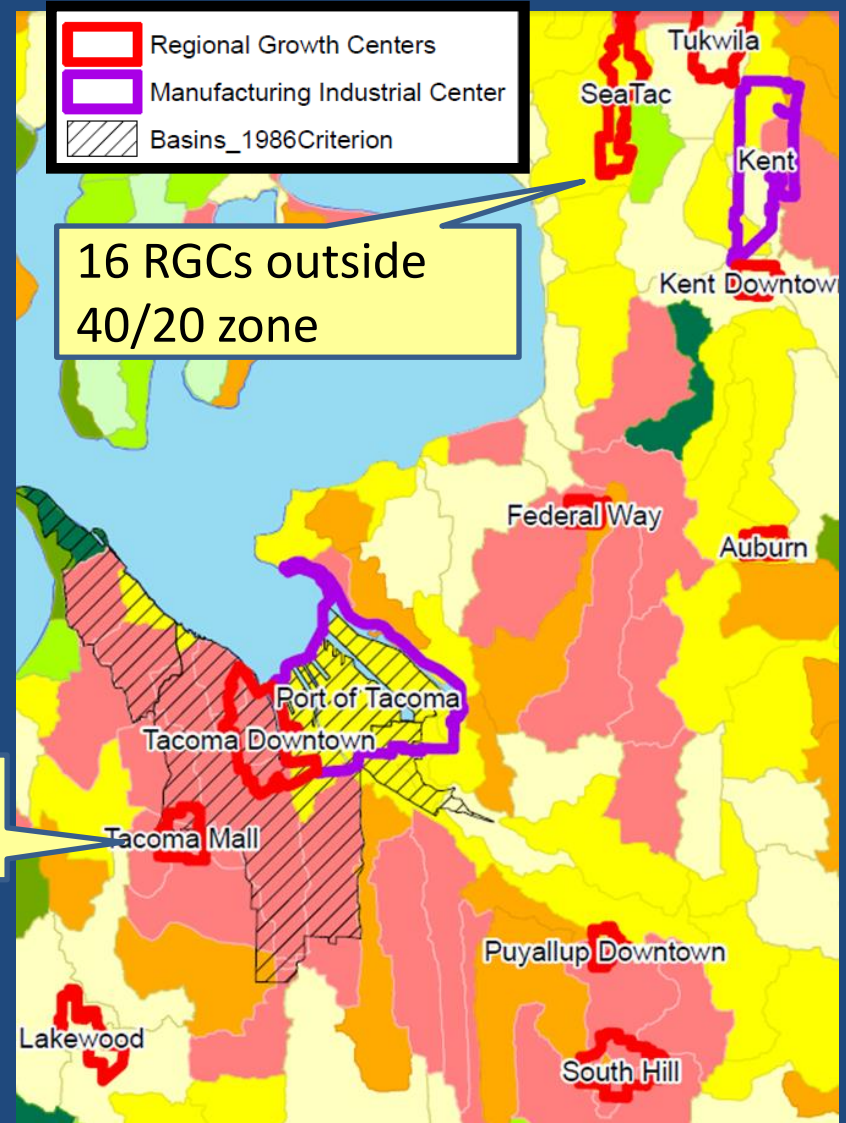 Regional Growth Centers
Manufacturing Industrial Center
Basins_1986Criterion
Tukwila
SeaTac
Kent
16 RGCs outside
40/20 zone
Kent Downtown
Federal Way
Auburn
Port of Tacoma
Tacoma Downtown
Tacoma Mall
Puyallup Downtown
Lakewood
South Hill